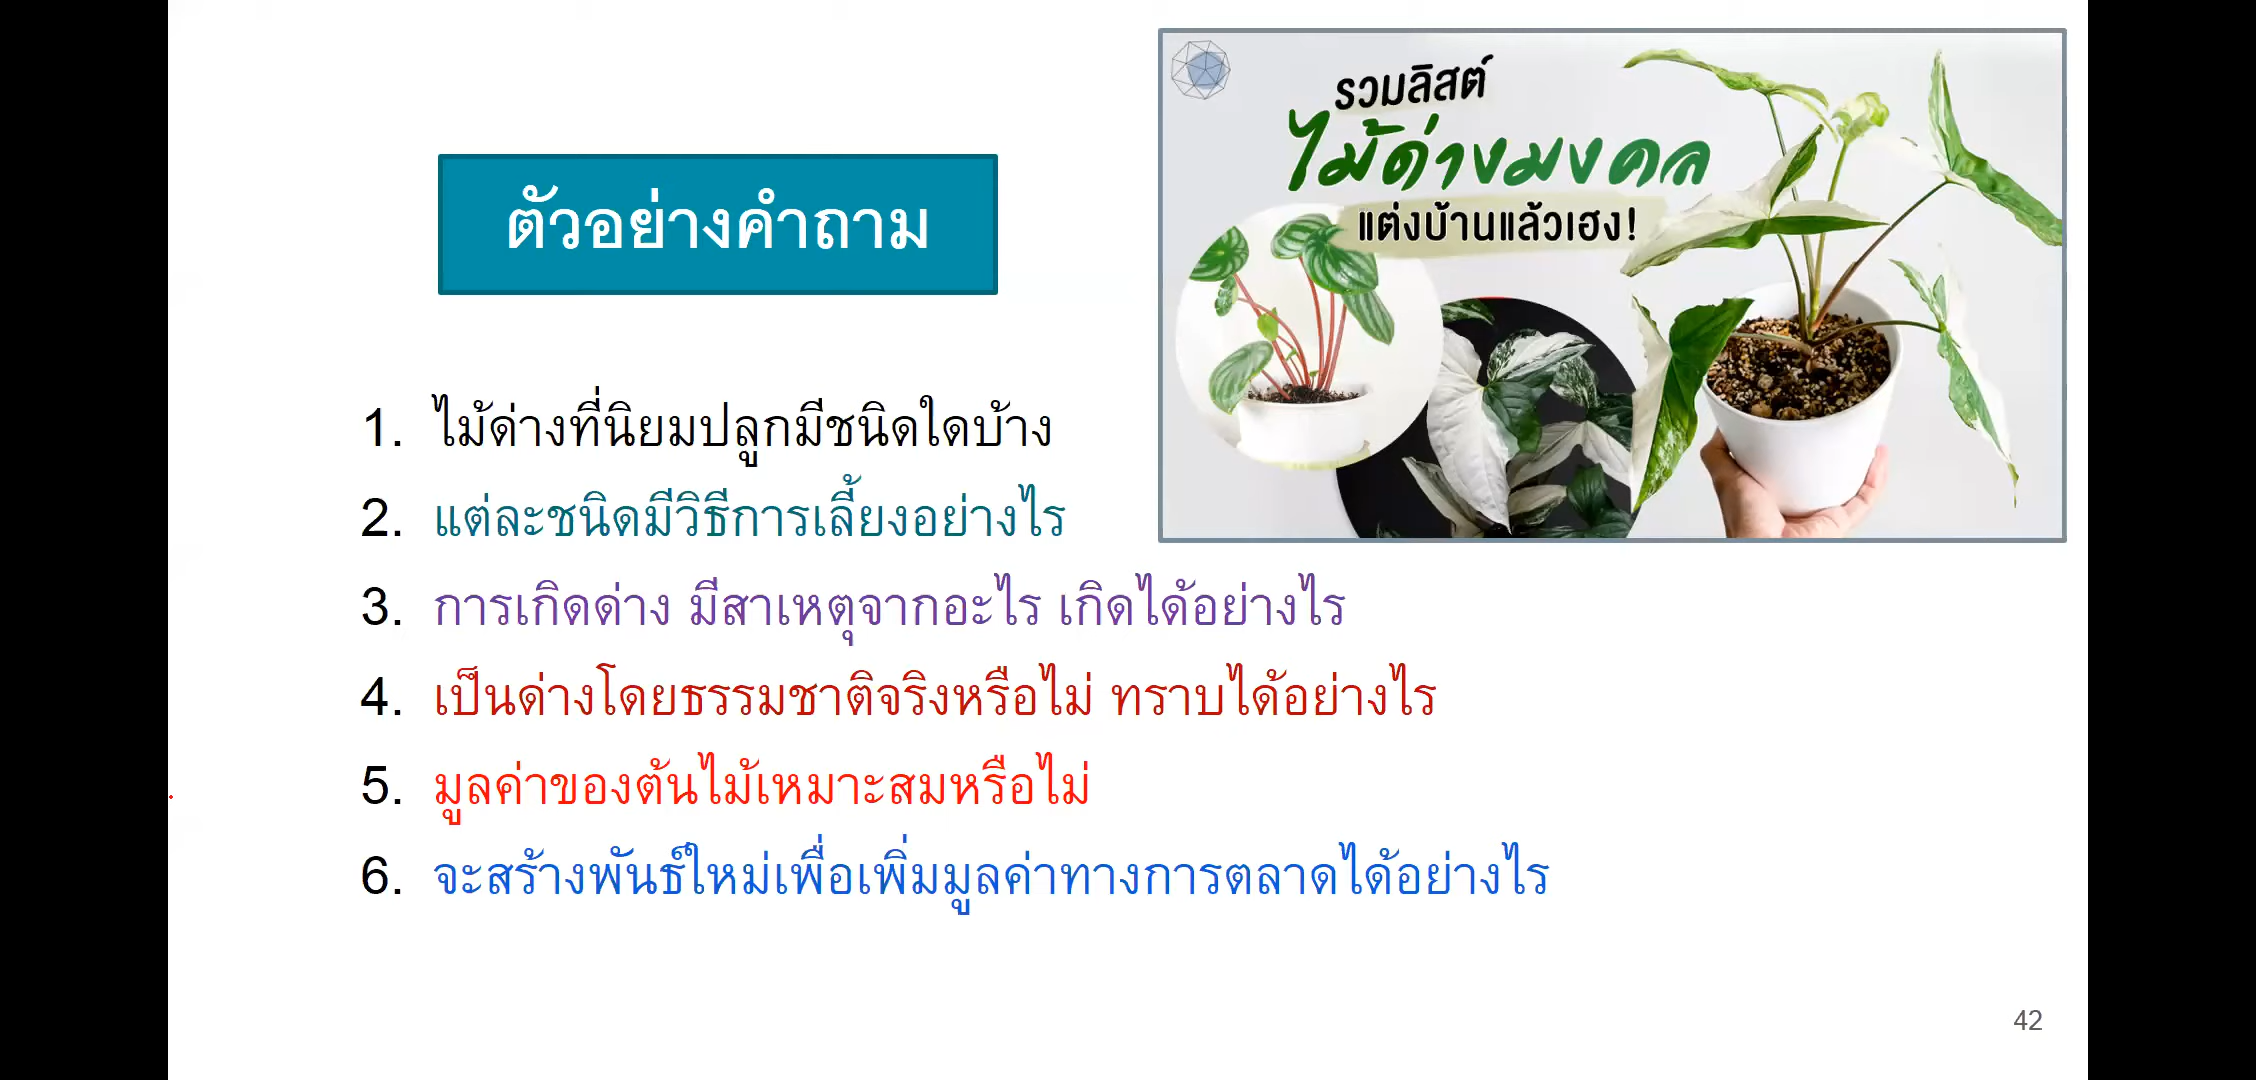 รวมลิสต์
ไม้ด่างมงคล
แต่งบ้านแล้วเฮง!
ตัวอย่างคำถาม
1. ไม้ด่างที่นิยมปลูกมีชนิดใดบ้าง
2. แต่ละชนิดมีวิธีการเลี้ยงอย่างไร
3. การเกิดด่าง มีสาเหตุจากอะไร เกิดได้อย่างไร
4. เป็นด่างโดยธรรมชาติจริงหรือไม่ ทราบได้อย่างไร
5. มูลค่าของต้นไม้เหมาะสมหรือไม่
6. จะสร้างพันธ์ใหม่เพื่อเพิ่มมูลค่าทางการตลาดได้อย่างไร
42